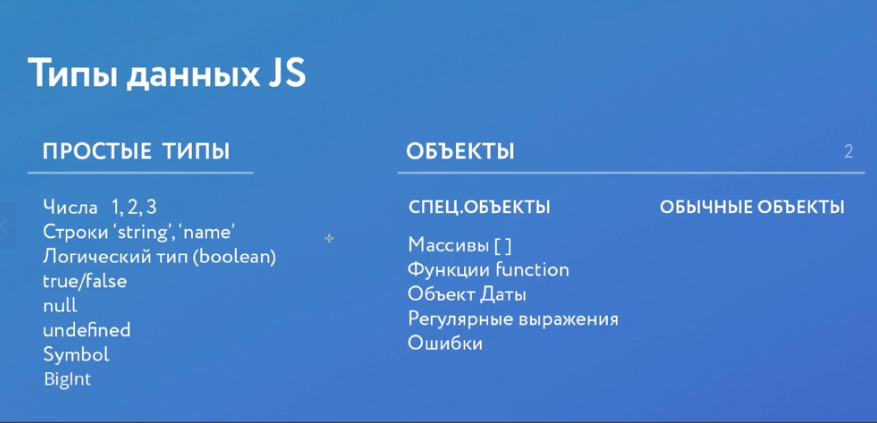 Типы данных JS
ПРОСТЫЕ ТИПЫ
Числа 1, 2, 3
Строки ‘string’, ‘name’
Логический тип (boolean)
true/false
null
undefined
Symbol
BigInt
ОБЪЕКТЫ
2
СПЕЦ.ОБЪЕКТЫ
Массивы [ ]
Функции function
Объект Даты
Регулярные выражения
Ошибки
ОБЫЧНЫЕ ОБЪЕКТЫ